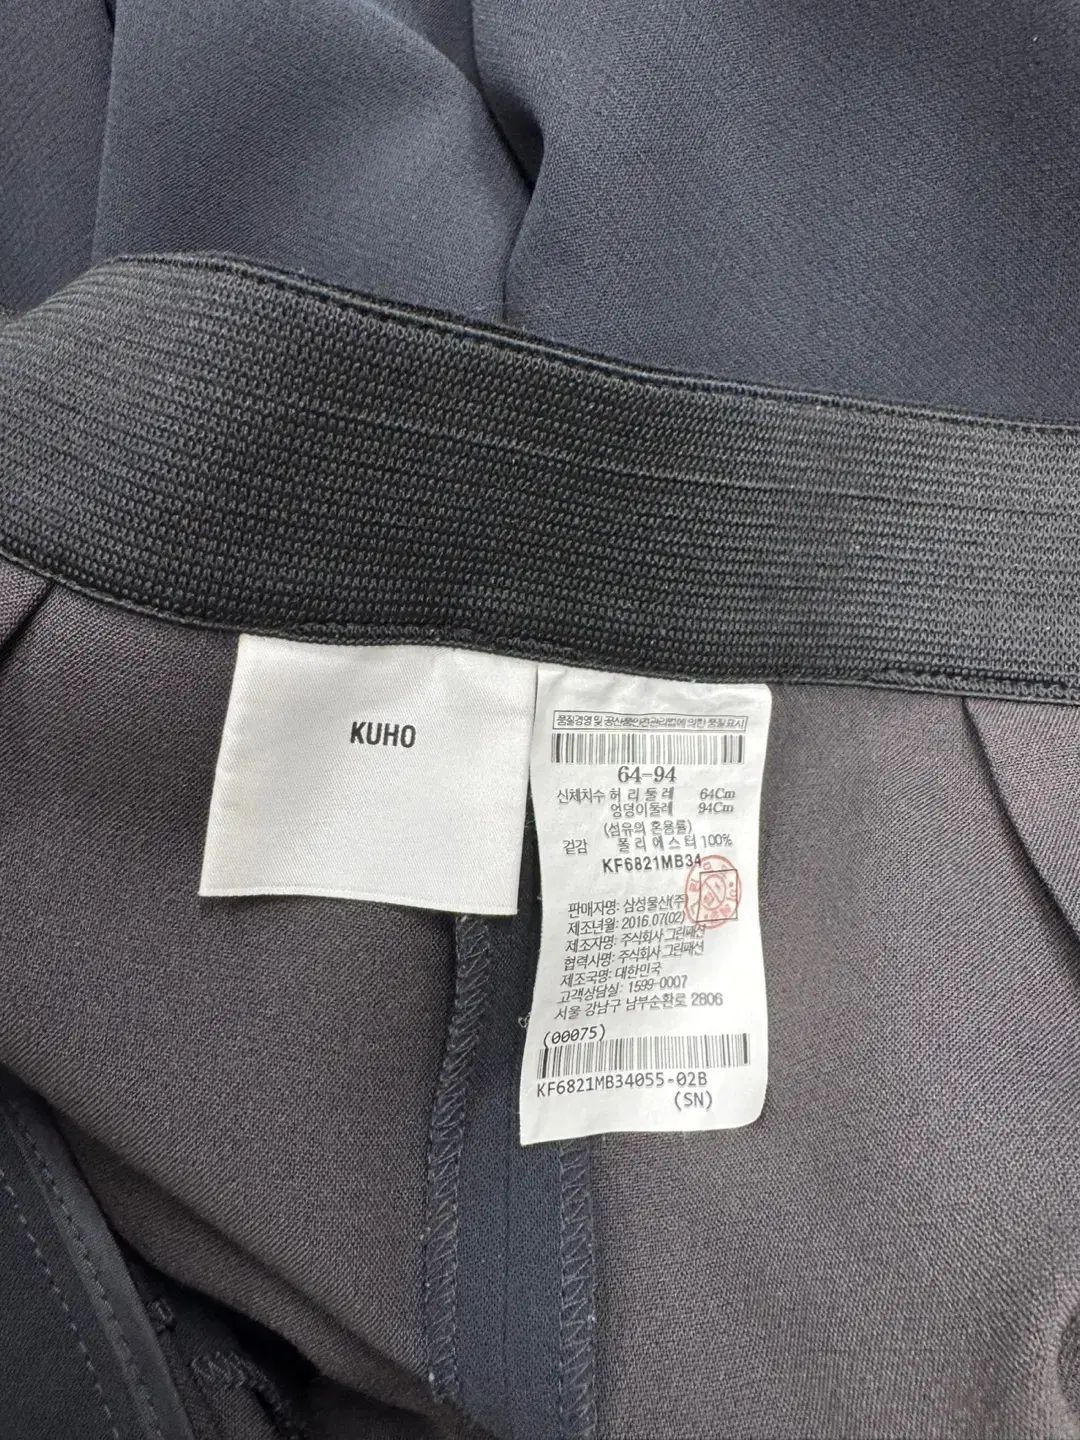 KUHO
품질경영 및 공산품안전관리법에 의한 품질표시
64-94
신체치수 허 리 둘 레 64Cm
엉덩이둘레 94Cm
(섬유의 혼용률)
겉감 폴 리 에 스 터 100%
KF6821MB34
판매자명: 삼성물산(주
제조년월: 2016.07(02)
제조자명: 주식회사 그린패션
협력사명: 주식회사 그린패션
제조국명: 대한민국
고객상담실: 1599-0007
서울 강남구 남부순환로 2806
(00075)
KF6821MB34055-02B
(SN)